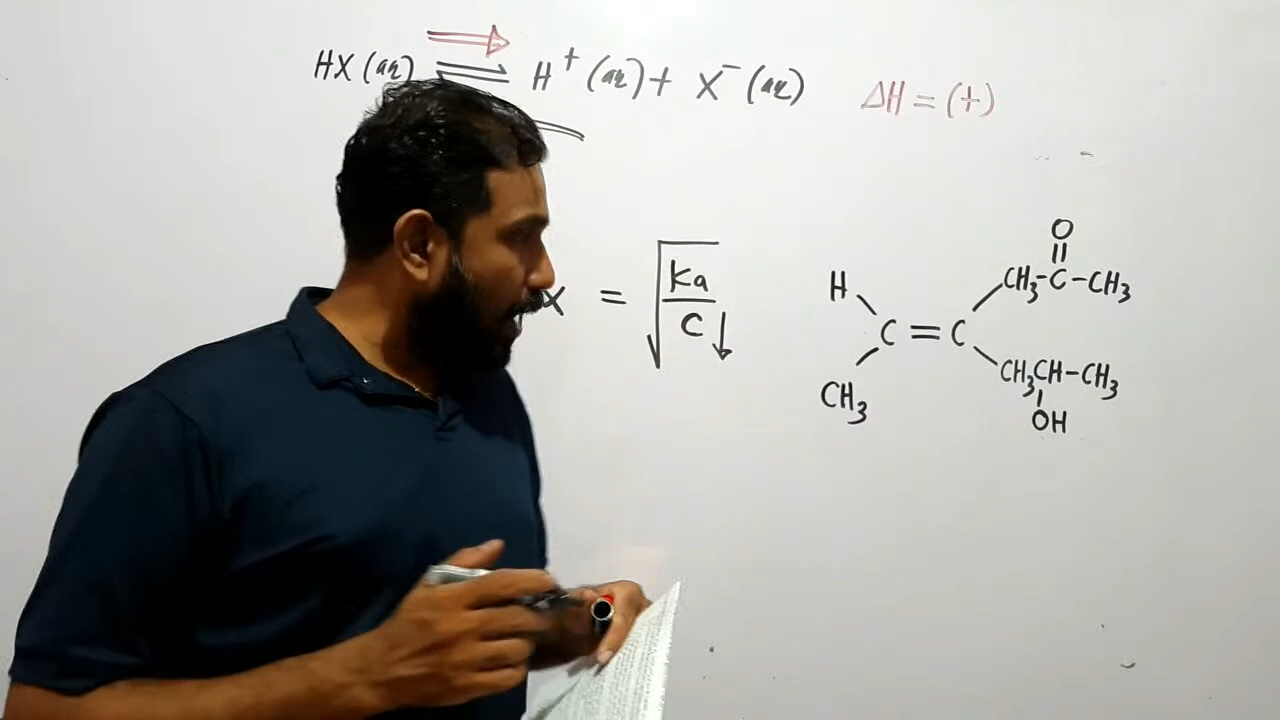 HX (aq) ⇌ H⁺ (aq) + X⁻ (aq) ΔH = (+)
x = √(Ka/C↓)
O
||
H CH₃-C-CH₃
C=C
CH₃ CH₃CH-CH₃
OH